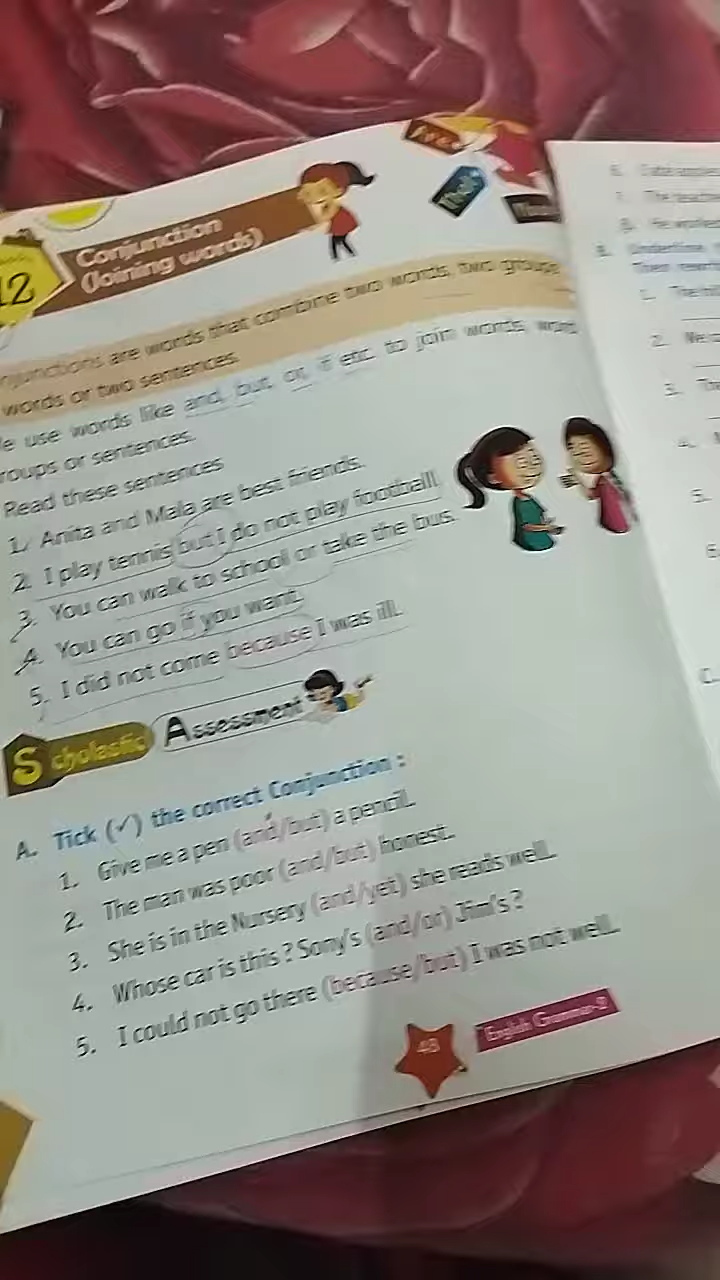 12
Conjunction
(Joining words)
are words that combine two words, two groups
words or two sentences.
use words like and, but, or, if etc. to join words, word
groups or sentences.
Read these sentences
1. Anita and Mala are best friends.
2. I play tennis but I do not play football.
3. You can walk to school or take the bus.
4. You can go if you want.
5. I did not come because I was ill.
Scholastic Assessment
A. Tick (✓) the correct Conjunction :
1. Give me a pen (and/but) a pencil.
2. The man was poor (and/but) honest.
3. She is in the Nursery (and/yet) she reads well.
4. Whose car is this ? Sony's (and/or) Jim's ?
5. I could not go there (because/but) I was not well.
48
English Grammar-2